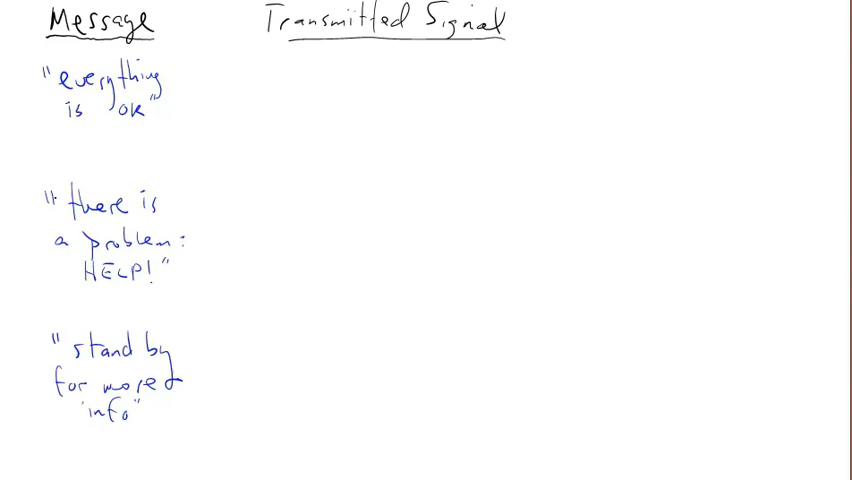 Message Transmitted Signal
"everything
is ok"
"there is
a problem:
HELP!"
"stand by
for more
info"